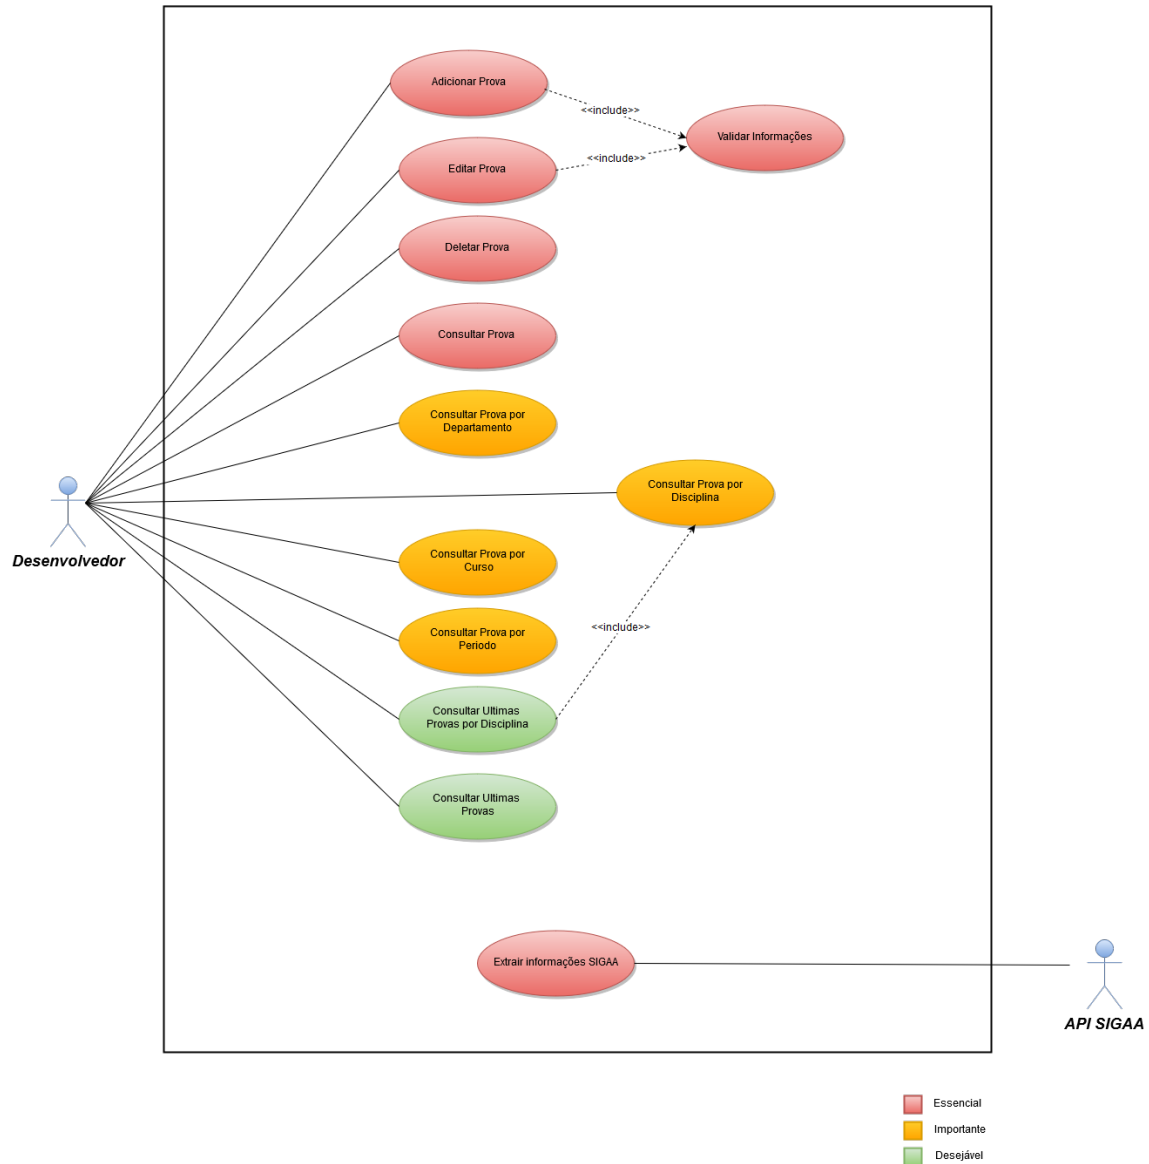 Adicionar Prova
<<include>>
Validar Informações
Editar Prova
<<include>>
Deletar Prova
Consultar Prova
Consultar Prova por
Departamento
Consultar Prova por
Disciplina
Desenvolvedor
Consultar Prova por
Curso
Consultar Prova por
Periodo
<<include>>
Consultar Ultimas
Provas por Disciplina
Consultar Ultimas
Provas
Extrair informações SIGAA
API SIGAA
Essencial
Importante
Desejável